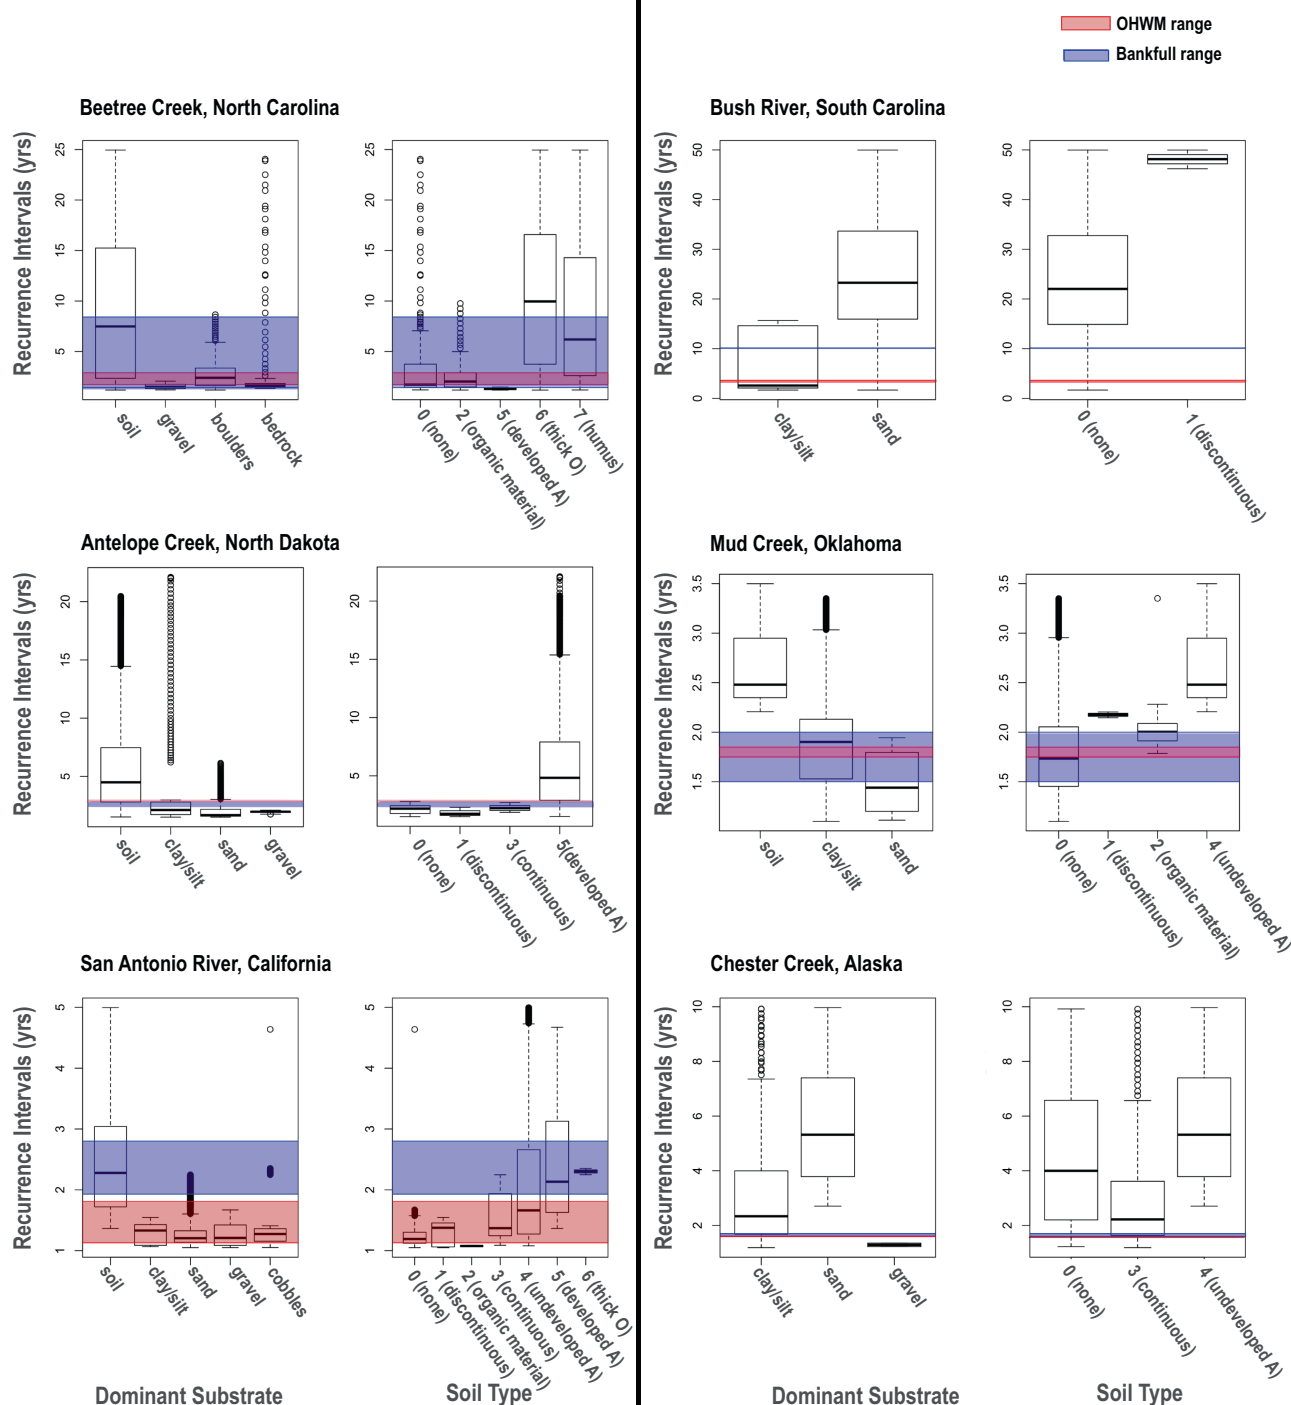 OHWM range
Bankfull range
Beetree Creek, North Carolina
Recurrence Intervals (yrs)
25
20
15
10
5
soil
gravel
boulders
bedrock
25
20
15
10
5
0 (none)
2 (organic material)
5 (developed A)
6 (thick O)
7 (humus)
Bush River, South Carolina
Recurrence Intervals (yrs)
50
40
30
20
10
0
clay/silt
sand
50
40
30
20
10
0
0 (none)
1 (discontinuous)
Antelope Creek, North Dakota
Recurrence Intervals (yrs)
20
15
10
5
soil
clay/silt
sand
gravel
20
15
10
5
0 (none)
1 (discontinuous)
3 (continuous)
5(developed A)
Mud Creek, Oklahoma
Recurrence Intervals (yrs)
3.5
3.0
2.5
2.0
1.5
soil
clay/silt
sand
3.5
3.0
2.5
2.0
1.5
0 (none)
1 (discontinuous)
2 (organic material)
4 (undeveloped A)
San Antonio River, California
Recurrence Intervals (yrs)
5
4
3
2
1
soil
clay/silt
sand
gravel
cobbles
5
4
3
2
1
0 (none)
1 (discontinuous)
2 (organic material)
3 (continuous)
4 (undeveloped A)
5 (developed A)
6 (thick O)
Chester Creek, Alaska
Recurrence Intervals (yrs)
10
8
6
4
2
clay/silt
sand
gravel
10
8
6
4
2
0 (none)
3 (continuous)
4 (undeveloped A)
Dominant Substrate
Soil Type
Dominant Substrate
Soil Type